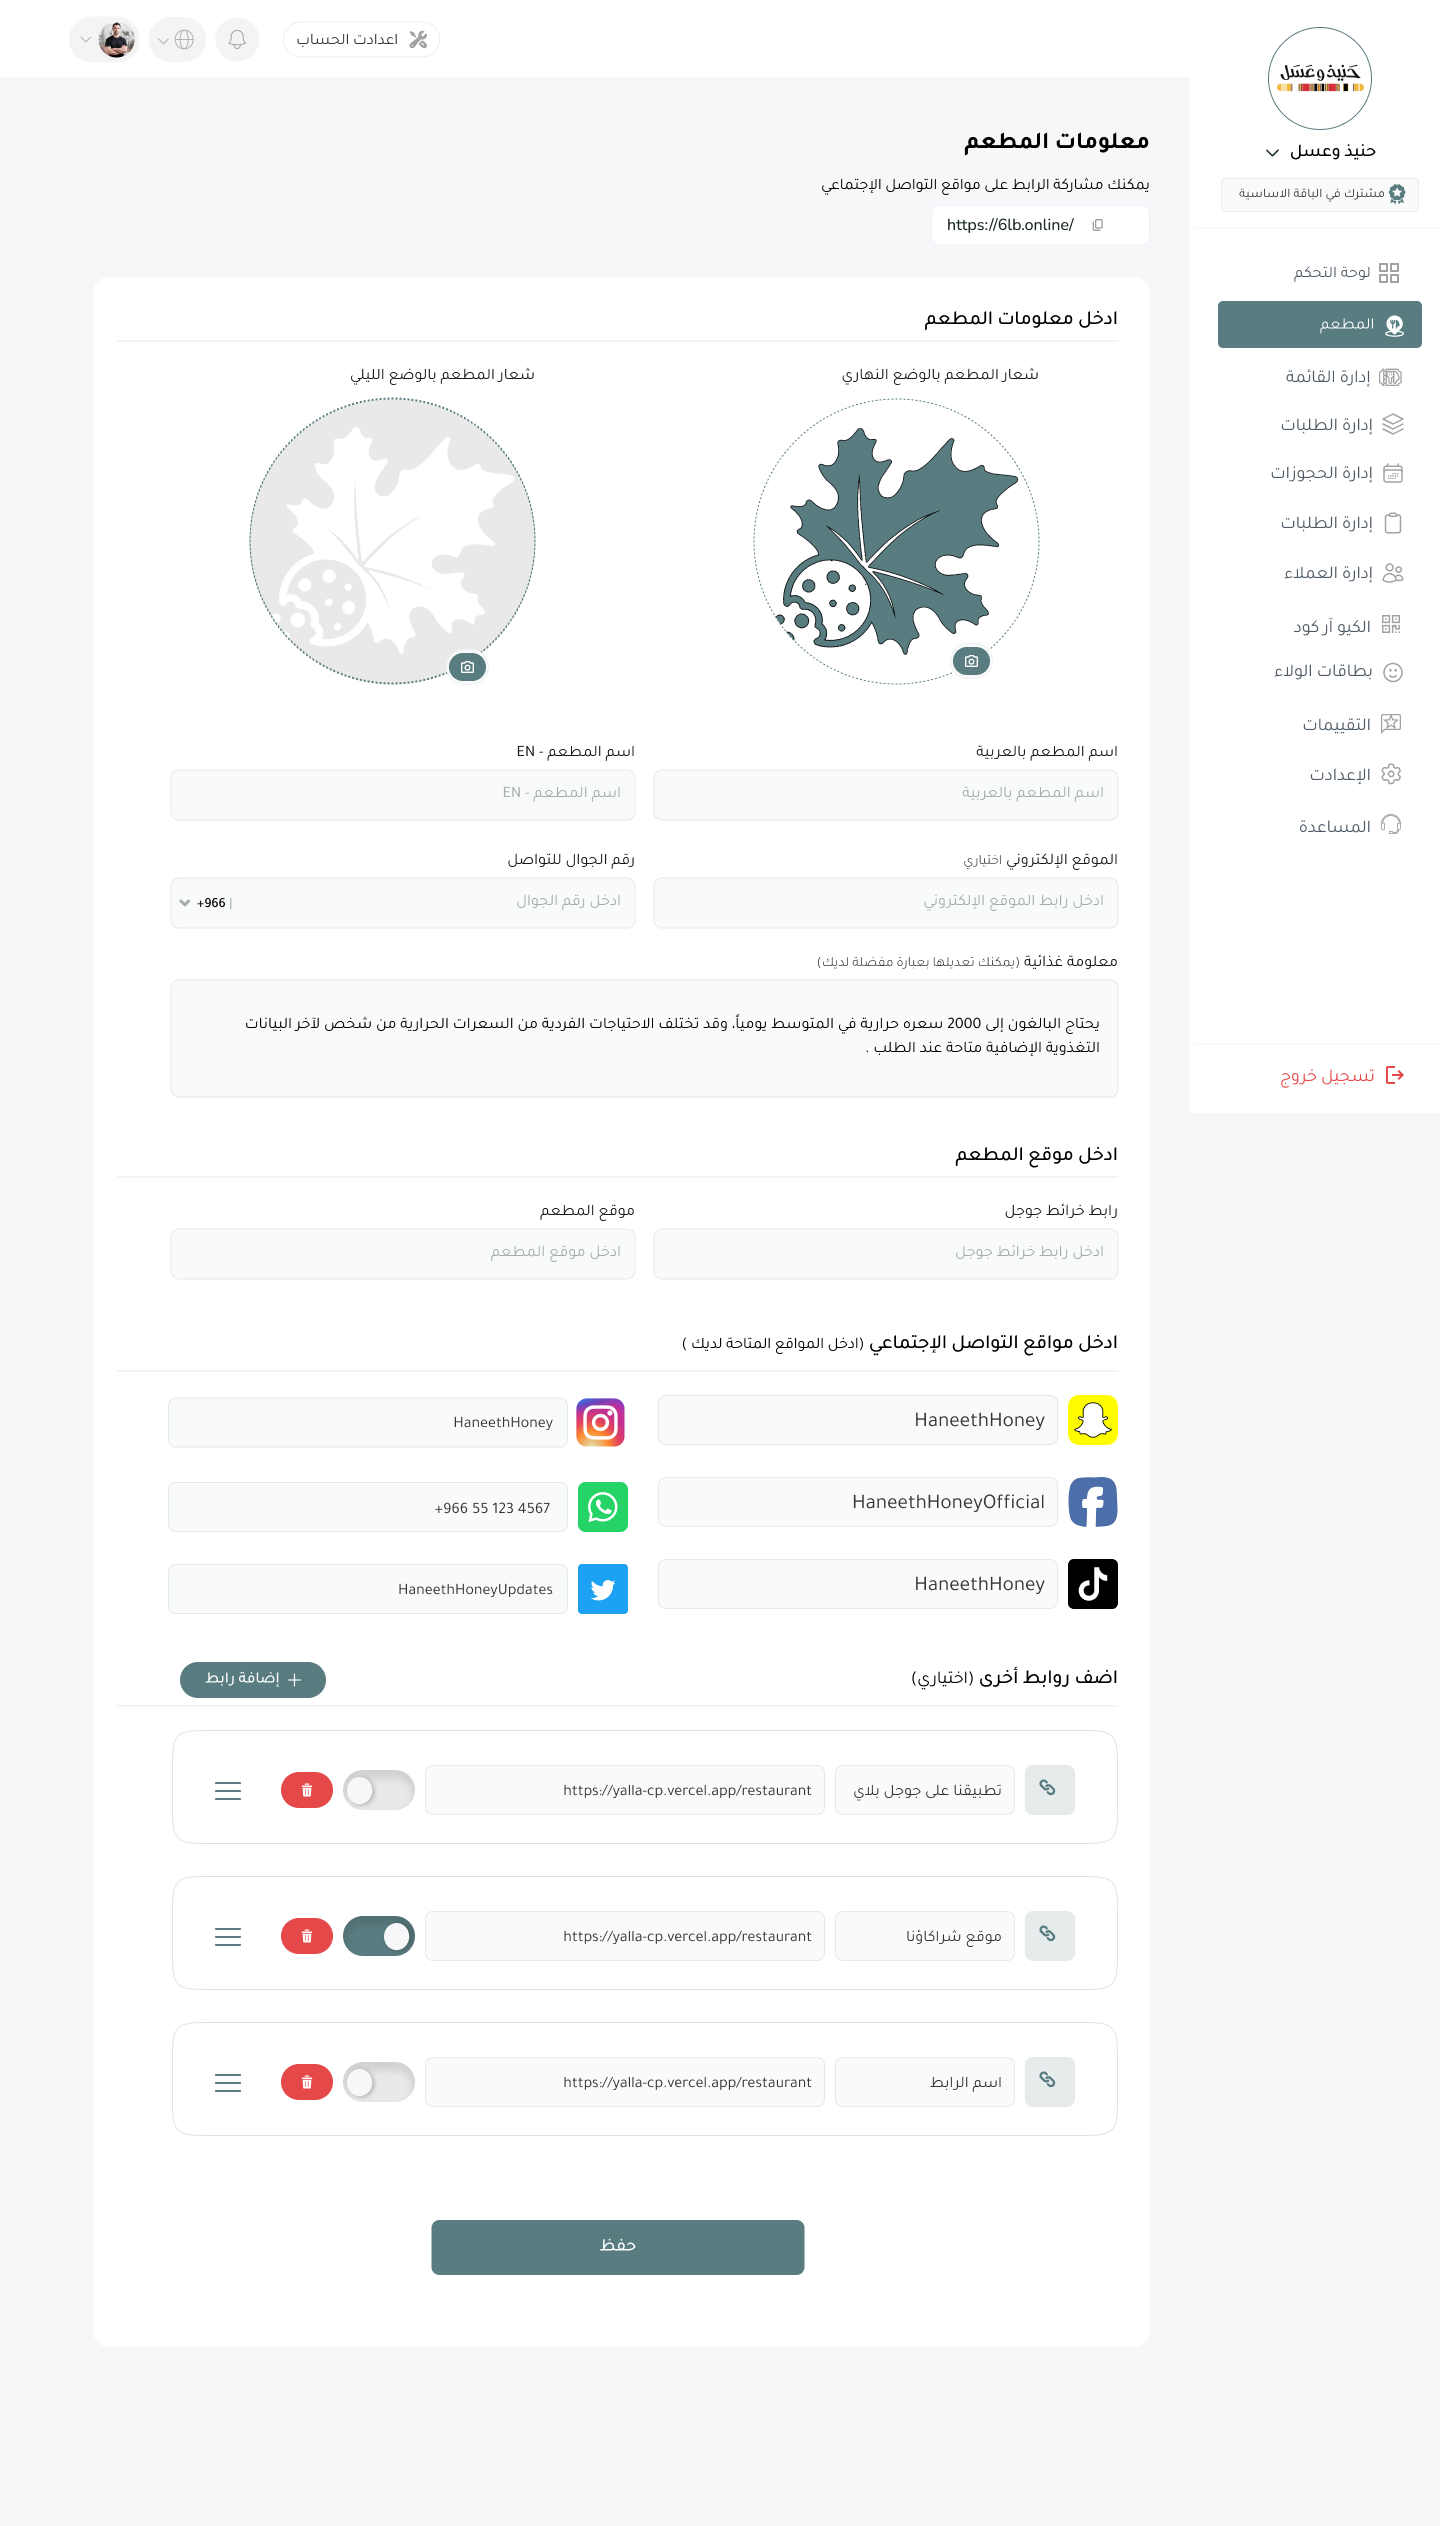 اعدادت الحساب
حنيذ وعسل
حنيذ وعسل
مشترك في الباقة الاساسية
لوحة التحكم
المطعم
إدارة القائمة
إدارة الطلبات
إدارة الحجوزات
إدارة الطلبات
إدارة العملاء
الكيو آر كود
بطاقات الولاء
التقييمات
الإعدادت
المساعدة
تسجيل خروج
معلومات المطعم
يمكنك مشاركة الرابط على مواقع التواصل الإجتماعي
https://6lb.online/
ادخل معلومات المطعم
شعار المطعم بالوضع النهاري
شعار المطعم بالوضع الليلي
اسم المطعم بالعربية
اسم المطعم - EN
اسم المطعم بالعربية
اسم المطعم - EN
الموقع الإلكتروني اختياري
رقم الجوال للتواصل
ادخل رابط الموقع الإلكتروني
ادخل رقم الجوال
+966 |
معلومة غذائية (يمكنك تعديلها بعبارة مفضلة لديك)
يحتاج البالغون إلى 2000 سعره حرارية في المتوسط يومياً، وقد تختلف الاحتياجات الفردية من السعرات الحرارية من شخص لآخر البيانات
التغذوية الإضافية متاحة عند الطلب .
ادخل موقع المطعم
رابط خرائط جوجل
موقع المطعم
ادخل رابط خرائط جوجل
ادخل موقع المطعم
ادخل مواقع التواصل الإجتماعي (ادخل المواقع المتاحة لديك )
HaneethHoney
HaneethHoney
HaneethHoneyOfficial
+966 55 123 4567
HaneethHoney
HaneethHoneyUpdates
اضف روابط أخرى (اختياري)
إضافة رابط
تطبيقنا على جوجل بلاي
https://yalla-cp.vercel.app/restaurant
موقع شراكاؤنا
https://yalla-cp.vercel.app/restaurant
اسم الرابط
https://yalla-cp.vercel.app/restaurant
حفظ